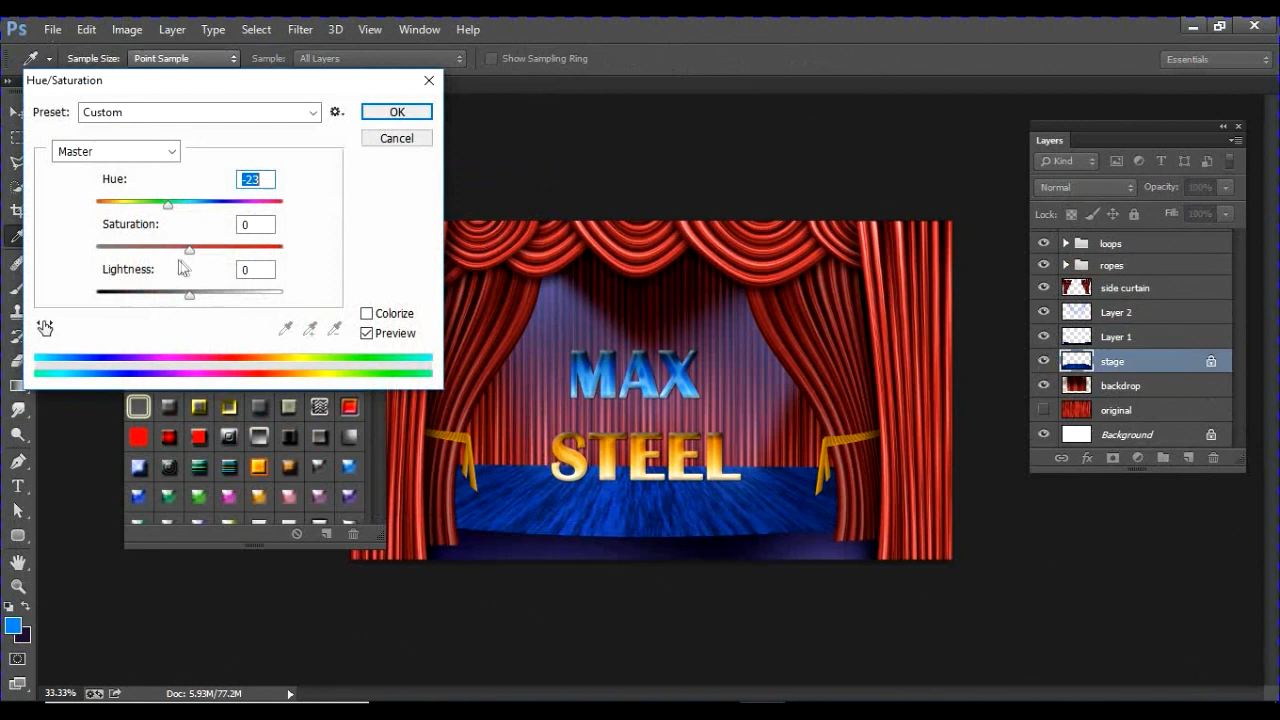 Ps File Edit Image Layer Type Select Filter 3D View Window Help
Sample Size: Point Sample Sample: All Layers Show Sampling Ring Essentials
Hue/Saturation
Preset: Custom OK
Cancel
Master
Hue: -23
Saturation: 0
Lightness: 0
Colorize
Preview
MAX
STEEL
Layers
Kind
Normal Opacity: 100%
Lock: Fill: 100%
loops
ropes
side curtain
Layer 2
Layer 1
stage
backdrop
original
Background
33.33% Doc: 5.93M/77.2M